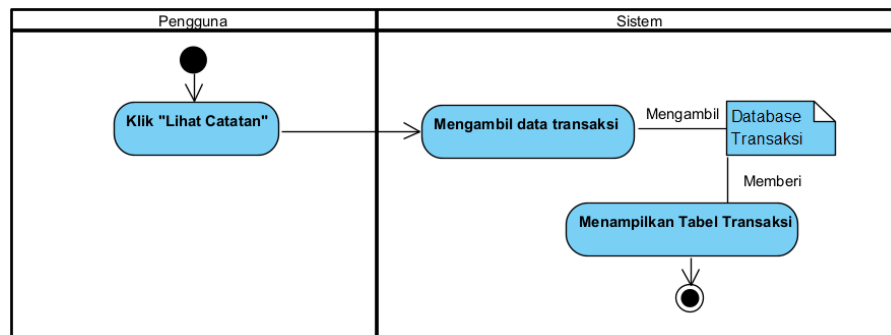 Pengguna
Sistem
Klik "Lihat Catatan"
Mengambil data transaksi
Mengambil
Database
Transaksi
Memberi
Menampilkan Tabel Transaksi